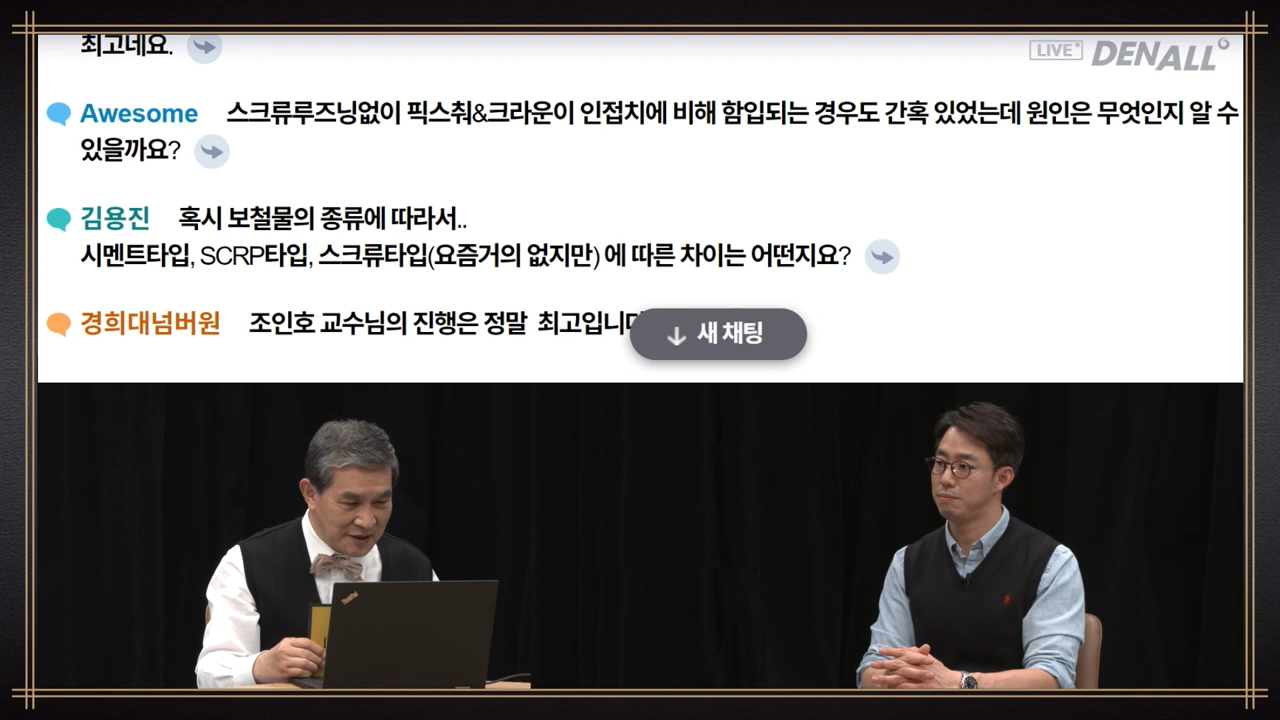 최고네요.
LIVE DENALL
Awesome 스크류루즈닝없이 픽스춰&크라운이 인접치에 비해 함입되는 경우도 간혹 있었는데 원인은 무엇인지 알 수
있을까요?
김용진 혹시 보철물의 종류에 따라서..
시멘트타입, SCRP타입, 스크류타입(요즘거의 없지만) 에 따른 차이는 어떤지요?
경희대넘버원 조인호 교수님의 진행은 정말 최고입니다
새 채팅
ThinkPad